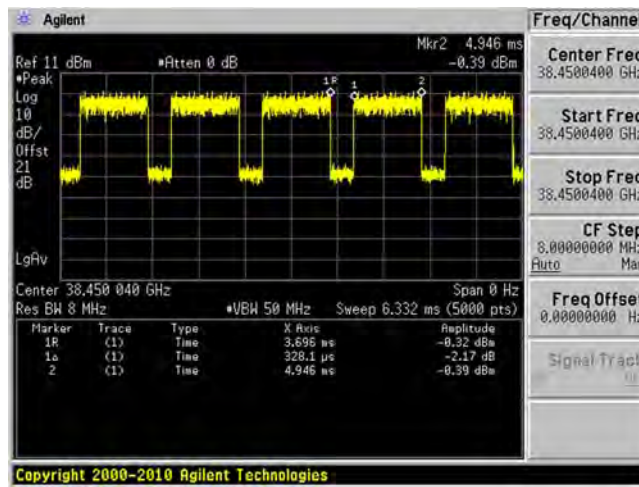 Agilent
Freq/Channel
Mkr2 4.946 ms
Ref 11 dBm
*Atten 0 dB
-0.39 dBm
*Peak
Log
10
dB/
Offst
21
dB
LgAv
1R
1
2
Center 38.450 040 GHz
Span 0 Hz
Res BW 8 MHz
*VBW 50 MHz
Sweep 6.332 ms (5000 pts)
Marker Trace Type X Axis Amplitude
1R (1) Time 3.696 ms -0.32 dBm
1Δ (1) Time 328.1 µs -2.17 dB
2 (1) Time 4.946 ms -0.39 dBm
Center Freq
38.4500400 GHz
Start Freq
38.4500400 GHz
Stop Freq
38.4500400 GHz
CF Step
8.00000000 MHz
Auto Man
Freq Offset
0.00000000 Hz
Signal Track
Copyright 2000-2010 Agilent Technologies